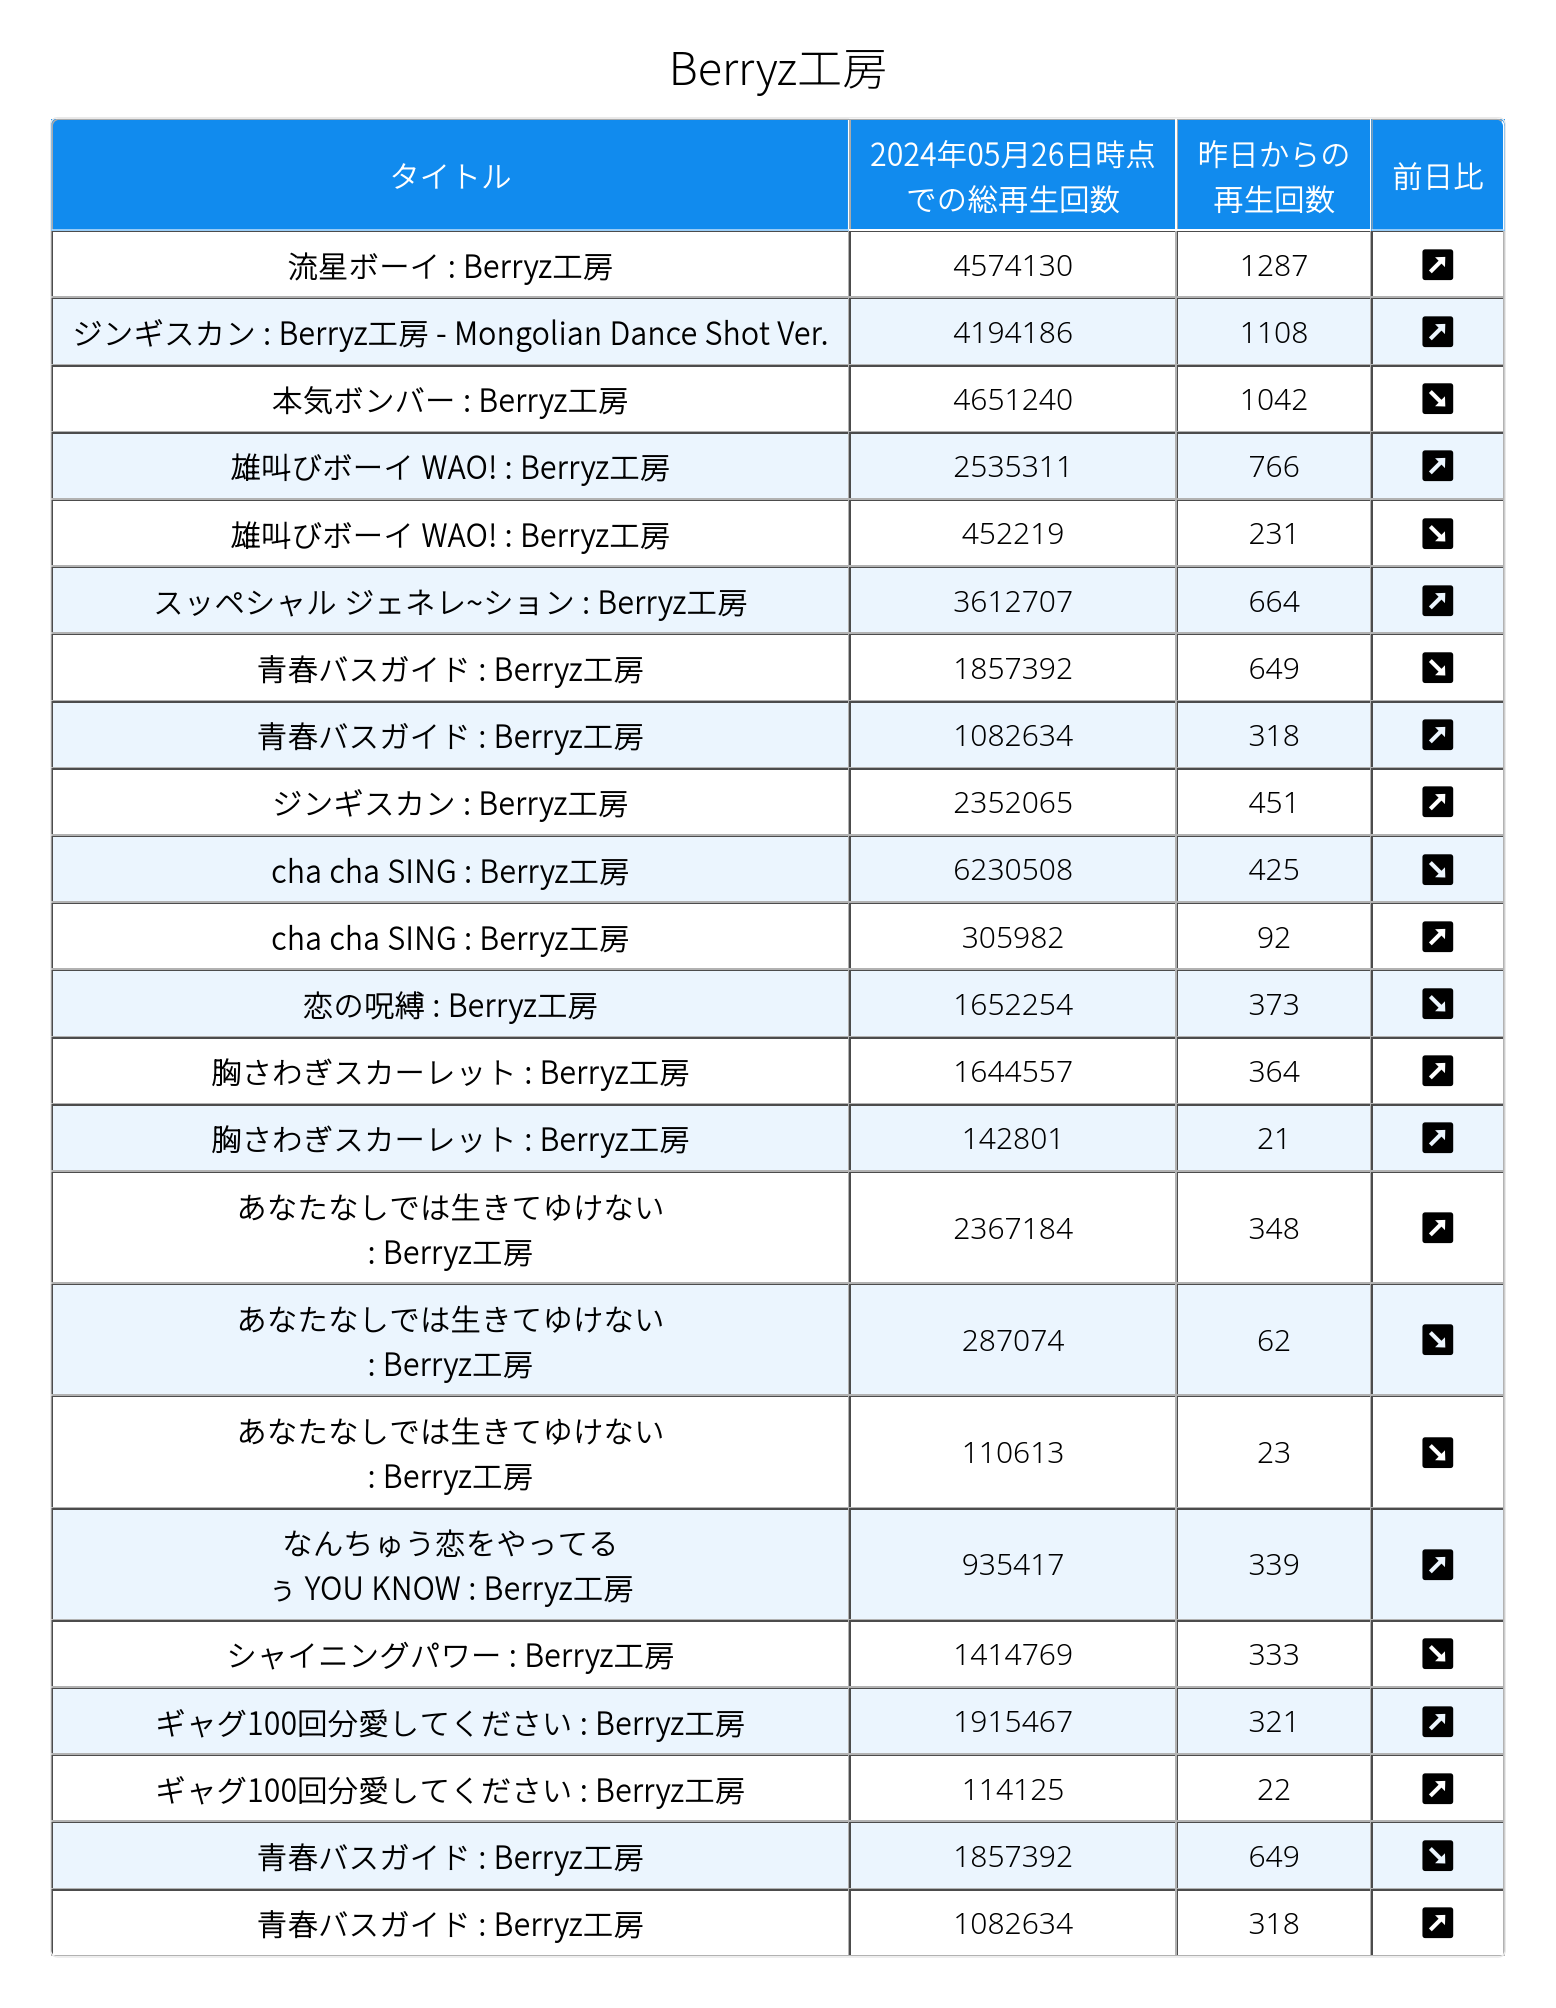 Berryz工房
タイトル
2024年05月26日時点
での総再生回数
昨日からの
再生回数
前日比
流星ボーイ : Berryz工房 4574130 1287
ジンギスカン : Berryz工房 - Mongolian Dance Shot Ver. 4194186 1108
本気ボンバー : Berryz工房 4651240 1042
雄叫びボーイ WAO! : Berryz工房 2535311 766
雄叫びボーイ WAO! : Berryz工房 452219 231
スッペシャル ジェネレ~ション : Berryz工房 3612707 664
青春バスガイド : Berryz工房 1857392 649
青春バスガイド : Berryz工房 1082634 318
ジンギスカン : Berryz工房 2352065 451
cha cha SING : Berryz工房 6230508 425
cha cha SING : Berryz工房 305982 92
恋の呪縛 : Berryz工房 1652254 373
胸さわぎスカーレット : Berryz工房 1644557 364
胸さわぎスカーレット : Berryz工房 142801 21
あなたなしでは生きてゆけない
: Berryz工房
2367184 348
あなたなしでは生きてゆけない
: Berryz工房
287074 62
あなたなしでは生きてゆけない
: Berryz工房
110613 23
なんちゅう恋をやってる
ぅ YOU KNOW : Berryz工房
935417 339
シャイニングパワー : Berryz工房 1414769 333
ギャグ100回分愛してください : Berryz工房 1915467 321
ギャグ100回分愛してください : Berryz工房 114125 22
青春バスガイド : Berryz工房 1857392 649
青春バスガイド : Berryz工房 1082634 318